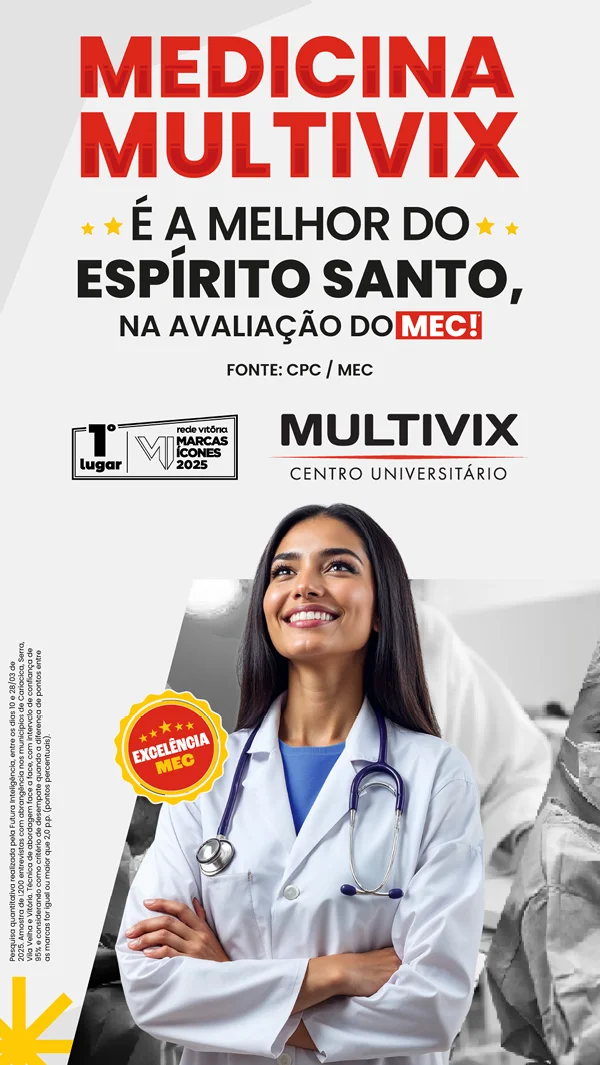 MEDICINA
MULTIVIX
É A MELHOR DO
ESPÍRITO SANTO,
NA AVALIAÇÃO DO MEC!
FONTE: CPC / MEC
1º
lugar
rede vitória
MARCAS
ÍCONES
2025
MULTIVIX
CENTRO UNIVERSITÁRIO
EXCELÊNCIA
MEC
Pesquisa quantitativa realizada pela Futura Inteligência, entre os dias 10 e 28/03 de
2025. Amostra de 1.200 entrevistas com abrangência nos municípios de Cariacica, Serra,
Vila Velha e Vitória. Técnica de abordagem face a face, com intervalo de confiança de
95% e considerando como critério de desempate quando a diferença de pontos entre
as marcas for igual ou maior que 2,0 p.p. (pontos percentuais).